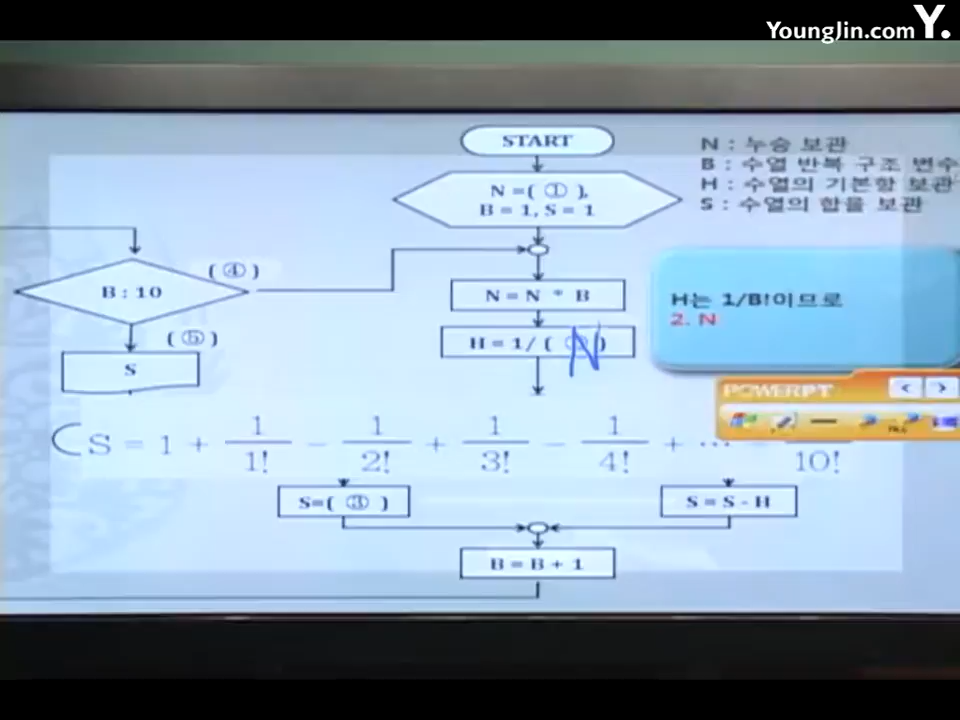 YoungJin.com Y.
START
N : 누승 보관
B : 수열 반복 구조 변수
H : 수열의 기본항 보관
S : 수열의 합을 보관
N =( ① ),
B = 1, S = 1
( ④ )
B : 10
N = N * B
H는 1/B!이므로
2. N
( ⑤ )
H = 1/ ( N )
S
POWERPT
S = 1 + 1/1! - 1/2! + 1/3! - 1/4! + ... 10!
S=( ③ )
S = S - H
B = B + 1